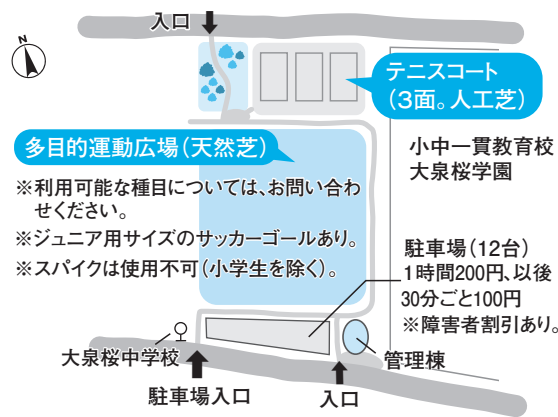 入口
N
テニスコート
(3面。人工芝)
多目的運動広場(天然芝)
小中一貫教育校
大泉桜学園
※利用可能な種目については、お問い合わ
せください。
※ジュニア用サイズのサッカーゴールあり。
※スパイクは使用不可(小学生を除く)。
駐車場(12台)
1時間200円、以後
30分ごと100円
※障害者割引あり。
大泉桜中学校
管理棟
駐車場入口
入口